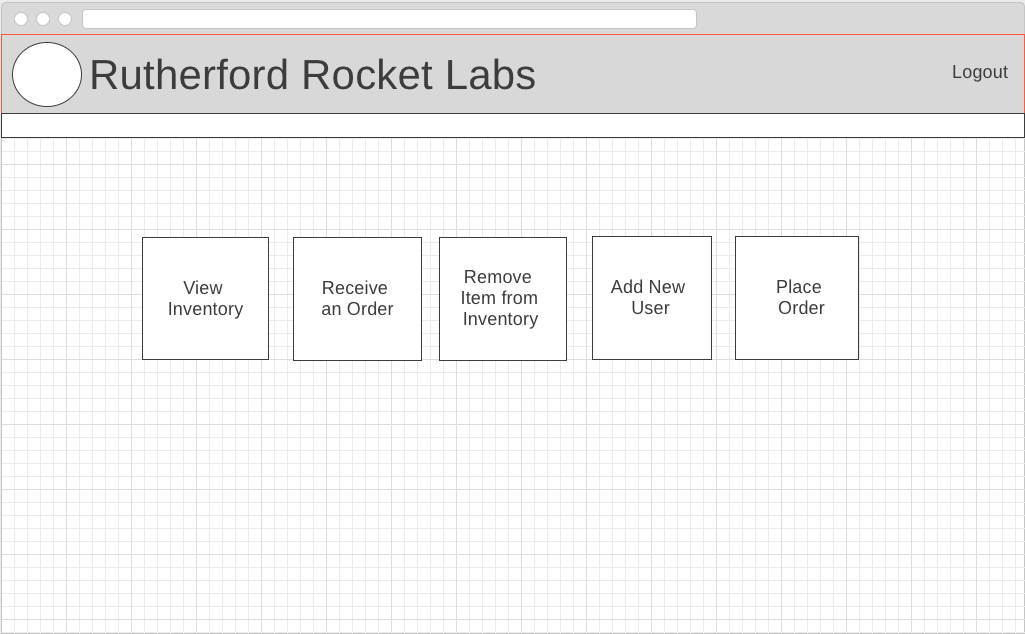 Rutherford Rocket Labs
Logout
View
Inventory
Receive
an Order
Remove
Item from
Inventory
Add New
User
Place
Order